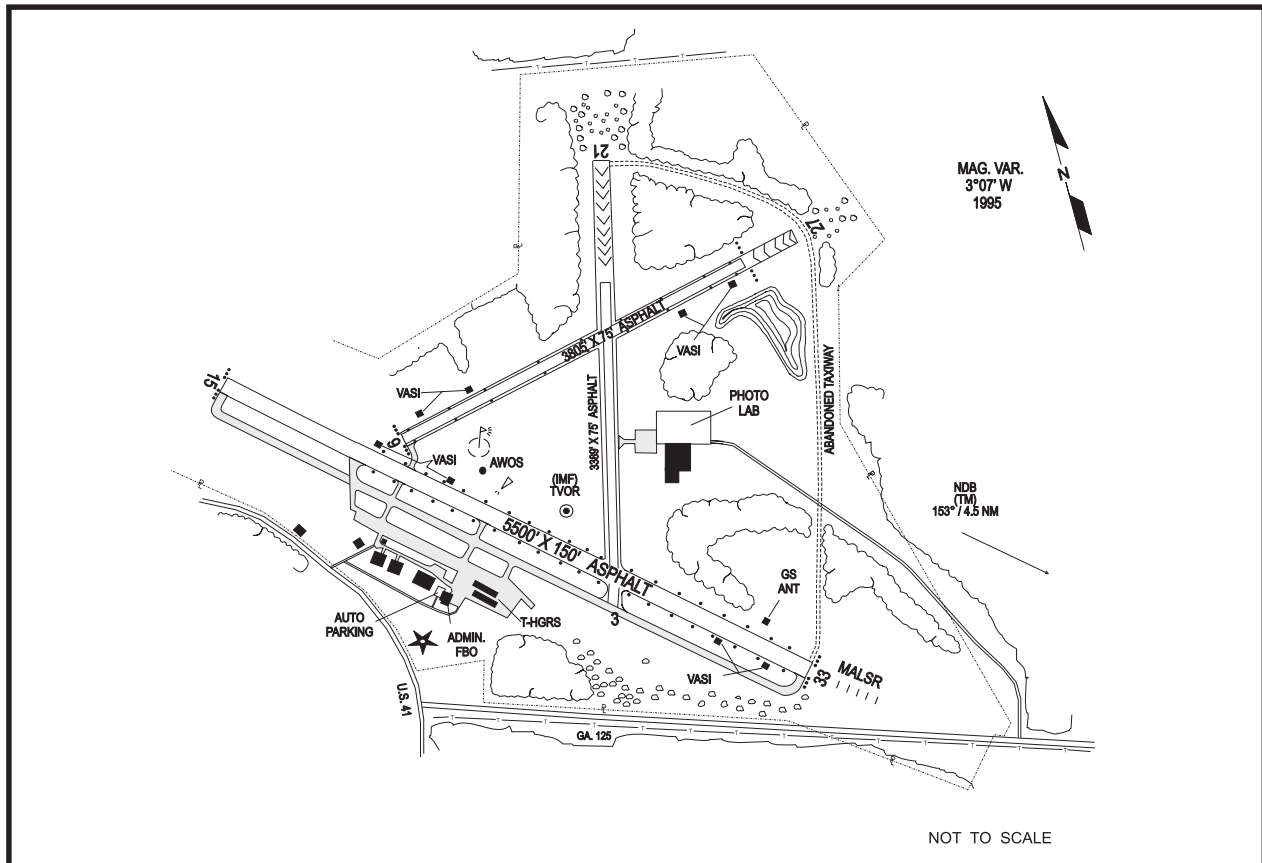 21
MAG. VAR.
3°07' W
1995
N
27
3805' X 75' ASPHALT
VASI
15
VASI
PHOTO
LAB
3389' X 75' ASPHALT
ABANDONED TAXIWAY
9
VASI
AWOS
(IMF)
TVOR
NDB
(TM)
153° / 4.5 NM
5500' X 150' ASPHALT
GS
ANT
AUTO
PARKING
ADMIN.
FBO
T-HGRS
3
VASI
33
MALSR
U.S. 41
GA. 125
NOT TO SCALE